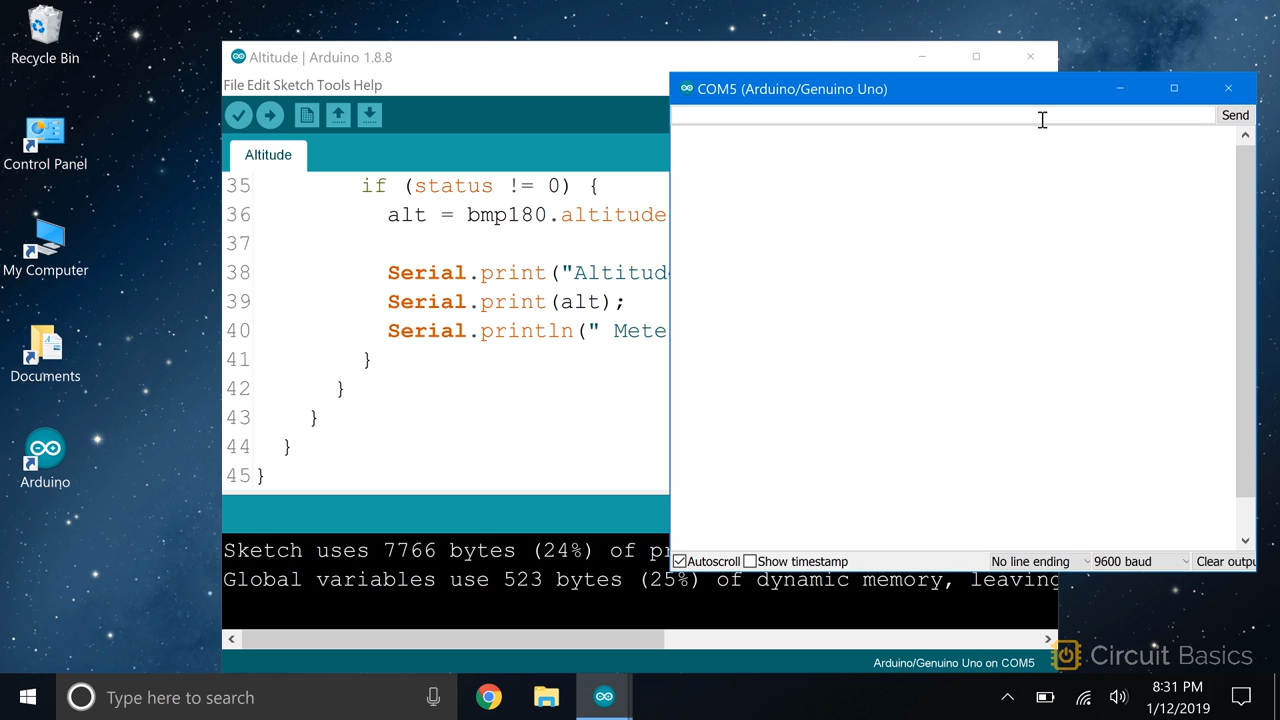 Recycle Bin
Control Panel
My Computer
Documents
Arduino
Altitude | Arduino 1.8.8
File Edit Sketch Tools Help
Altitude
35 if (status != 0) {
36 alt = bmp180.altitude
37
38 Serial.print("Altitud
39 Serial.print(alt);
40 Serial.println(" Mete
41 }
42 }
43 }
44 }
45 }
Sketch uses 7766 bytes (24%) of pr
Global variables use 523 bytes (25%) of dynamic memory, leaving
Arduino/Genuino Uno on COM5
COM5 (Arduino/Genuino Uno)
Send
Autoscroll Show timestamp No line ending 9600 baud Clear outpu
Circuit Basics
Type here to search
8:31 PM
1/12/2019